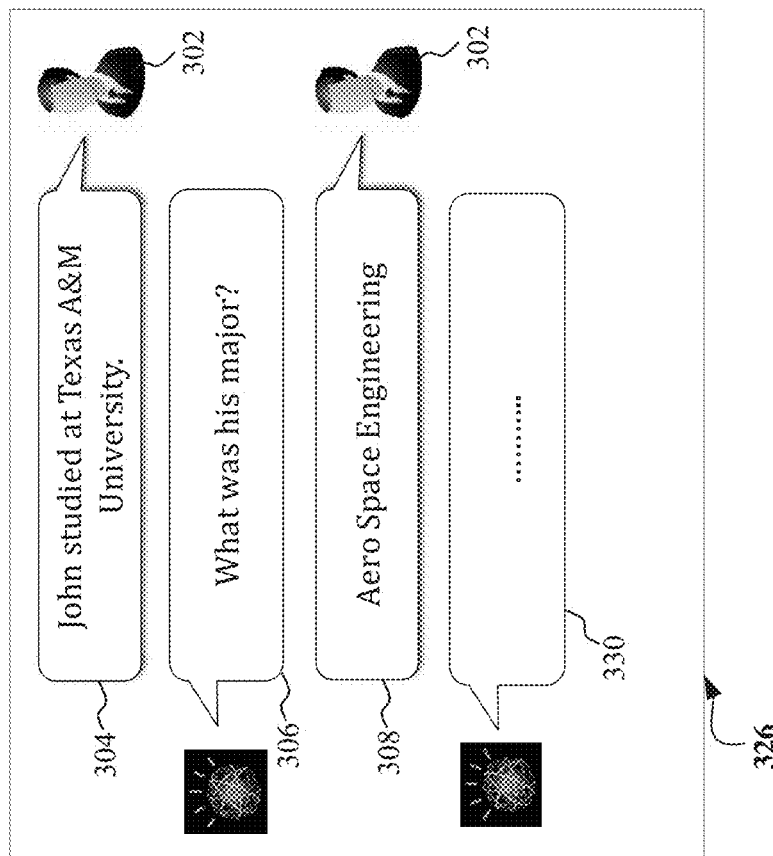 John studied at Texas A&M
University.
302
304
What was his major?
306
Aero Space Engineering
302
308
..........
330
326